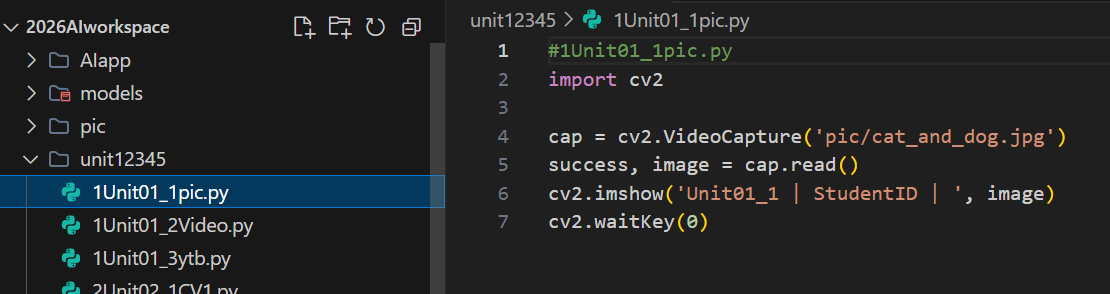 2026AIworkspace
AIapp
models
pic
unit12345
1Unit01_1pic.py
1Unit01_2Video.py
1Unit01_3ytb.py
2Unit02_1CV1.py
unit12345 > 1Unit01_1pic.py
1 #1Unit01_1pic.py
2 import cv2
3
4 cap = cv2.VideoCapture('pic/cat_and_dog.jpg')
5 success, image = cap.read()
6 cv2.imshow('Unit01_1 | StudentID | ', image)
7 cv2.waitKey(0)